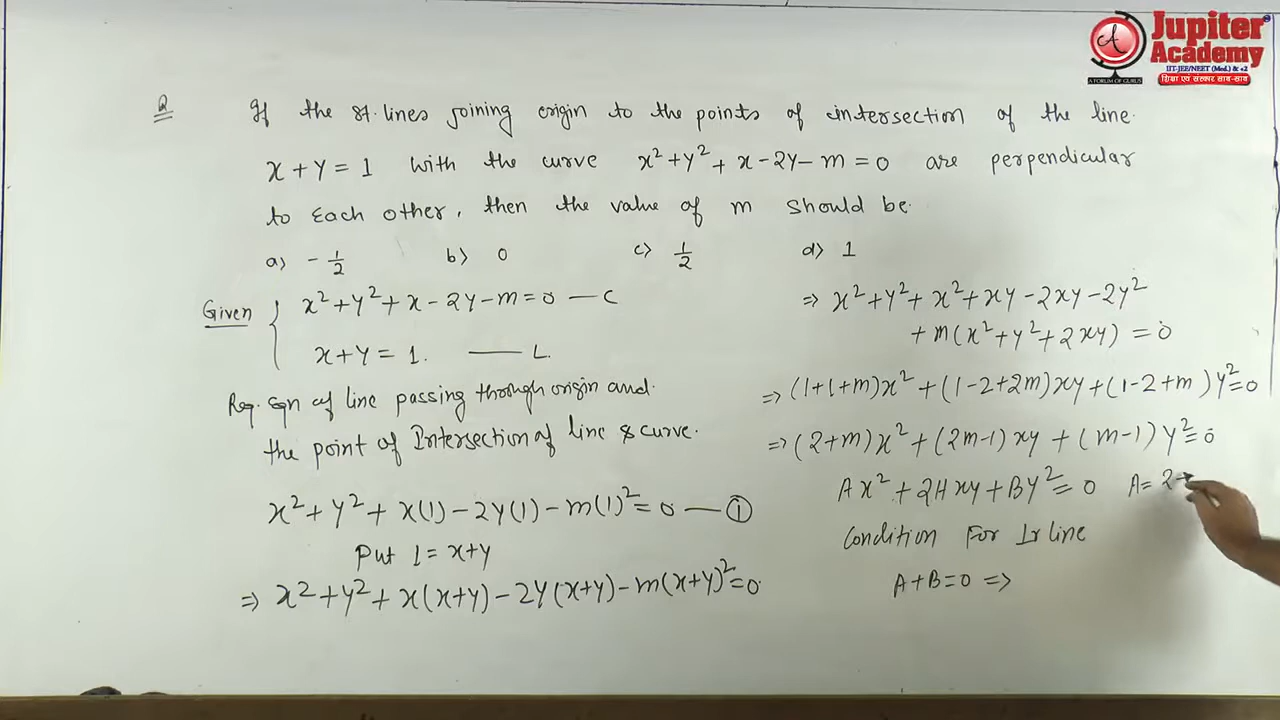 Jupiter
Academy
IIT-JEE/NEET (Med.) & +2
शिक्षा एवं संस्कार साथ-साथ
A FORUM OF GURUS
Q If the st. lines joining origin to the points of intersection of the line
x + y = 1 with the curve x² + y² + x - 2y - m = 0 are perpendicular
to each other, then the value of m should be.
a) -1/2 b) 0 c) 1/2 d) 1
Given { x² + y² + x - 2y - m = 0 — C
x + y = 1. — L.
Req. Eqn of line passing through origin and
the point of Intersection of line & curve.
x² + y² + x(1) - 2y(1) - m(1)² = 0 — ①
Put 1 = x+y
⇒ x² + y² + x(x+y) - 2y(x+y) - m(x+y)² = 0
⇒ x² + y² + x² + xy - 2xy - 2y²
+ m(x² + y² + 2xy) = 0
⇒ (1+1+m)x² + (1-2+2m)xy + (1-2+m)y² = 0
⇒ (2+m)x² + (2m-1)xy + (m-1)y² = 0
Ax² + 2Hxy + By² = 0 A = 2+
Condition For ⊥r line
A+B=0 ⇒